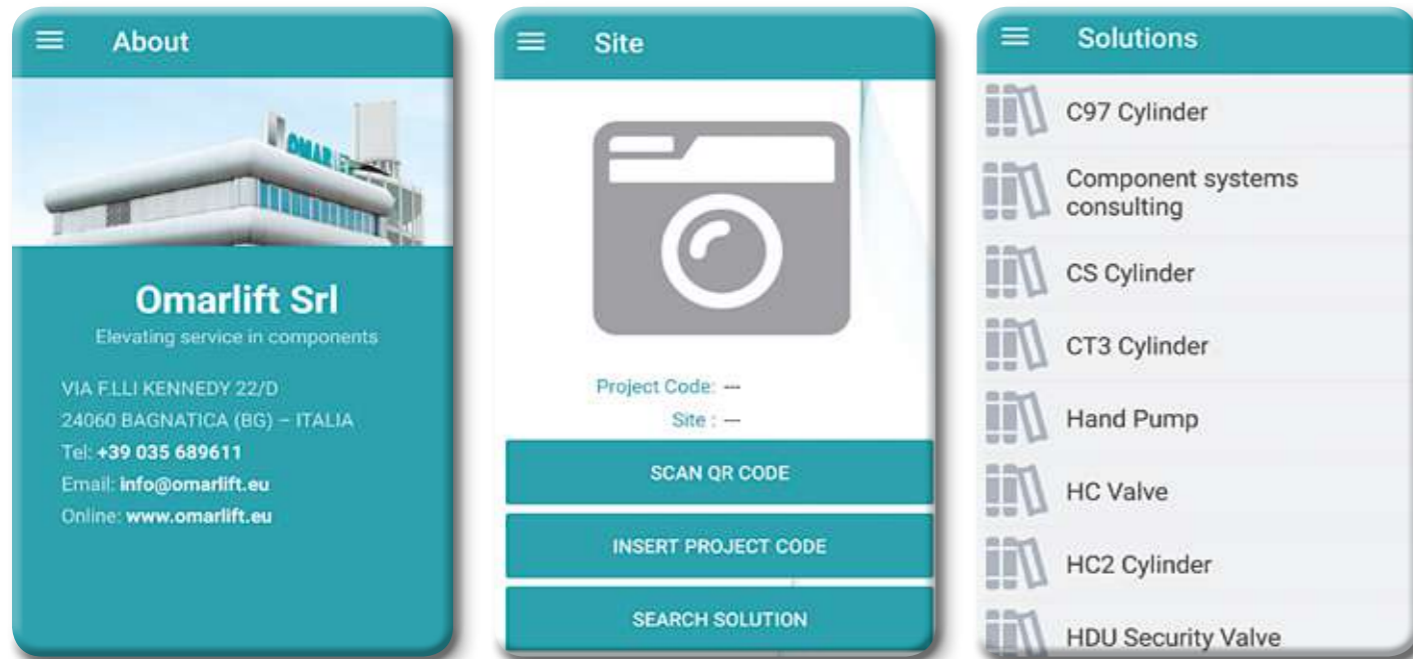 About
OMARLIFT
Omarlift Srl
Elevating service in components
VIA F.LLI KENNEDY 22/D
24060 BAGNATICA (BG) – ITALIA
Tel: +39 035 689611
Email: info@omarlift.eu
Online: www.omarlift.eu
Site
Project Code: ---
Site : ---
SCAN QR CODE
INSERT PROJECT CODE
SEARCH SOLUTION
Solutions
C97 Cylinder
Component systems
consulting
CS Cylinder
CT3 Cylinder
Hand Pump
HC Valve
HC2 Cylinder
HDU Security Valve